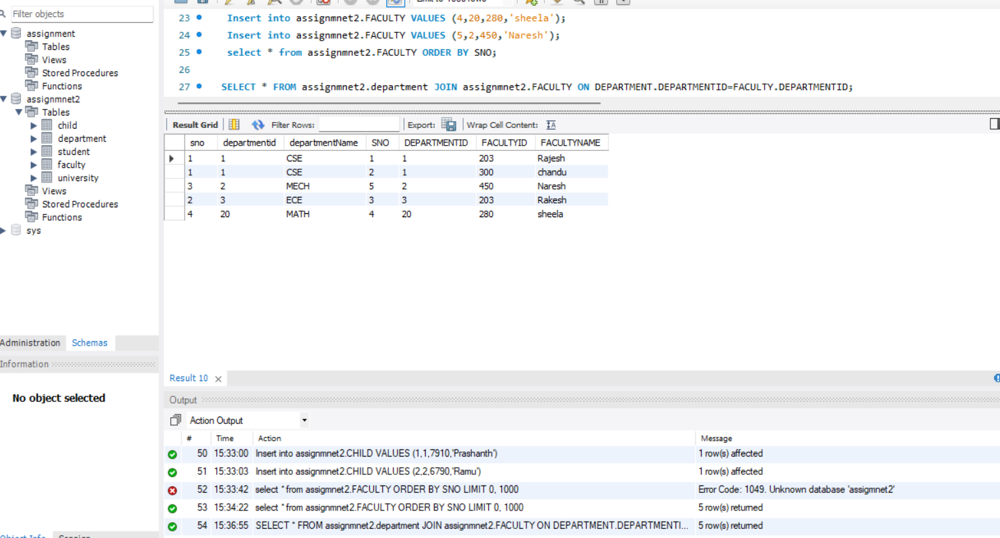 Limit to 1000 rows
Filter objects
assignment
Tables
Views
Stored Procedures
Functions
assignmnet2
Tables
child
department
student
faculty
university
Views
Stored Procedures
Functions
sys
Administration Schemas
Information
No object selected
Object Info Session
23 Insert into assignmnet2.FACULTY VALUES (4,20,280,'sheela');
24 Insert into assignmnet2.FACULTY VALUES (5,2,450,'Naresh');
25 select * from assignmnet2.FACULTY ORDER BY SNO;
26
27 SELECT * FROM assignmnet2.department JOIN assignmnet2.FACULTY ON DEPARTMENT.DEPARTMENTID=FACULTY.DEPARTMENTID;
Result Grid Filter Rows: Export: Wrap Cell Content: IA
sno departmentid departmentName SNO DEPARTMENTID FACULTYID FACULTYNAME
1 1 CSE 1 1 203 Rajesh
1 1 CSE 2 1 300 chandu
3 2 MECH 5 2 450 Naresh
2 3 ECE 3 3 203 Rakesh
4 20 MATH 4 20 280 sheela
Result 10
Output
Action Output
# Time Action Message
50 15:33:00 Insert into assignmnet2.CHILD VALUES (1,1,7910,'Prashanth') 1 row(s) affected
51 15:33:03 Insert into assignmnet2.CHILD VALUES (2,2,6790,'Ramu') 1 row(s) affected
52 15:33:42 select * from assigmnet2.FACULTY ORDER BY SNO LIMIT 0, 1000 Error Code: 1049. Unknown database 'assigmnet2'
53 15:34:22 select * from assignmnet2.FACULTY ORDER BY SNO LIMIT 0, 1000 5 row(s) returned
54 15:36:55 SELECT * FROM assignmnet2.department JOIN assignmnet2.FACULTY ON DEPARTMENT.DEPARTMENTI... 5 row(s) returned